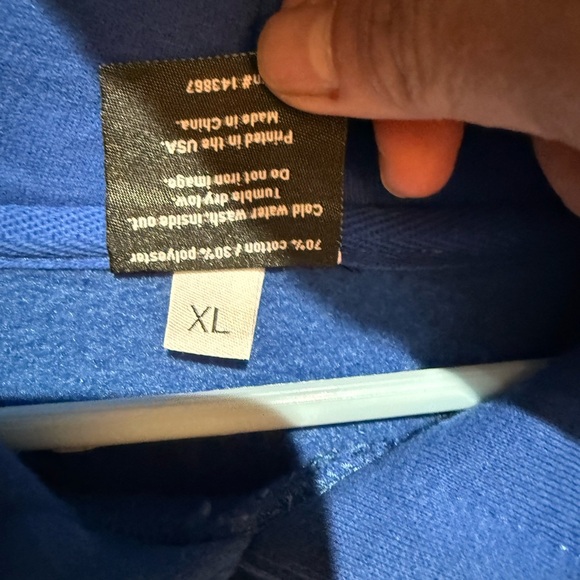 70% cotton / 30% polyester
Cold water wash, inside out.
Tumble dry low.
Do not iron image.
Printed in the USA.
Made in China.
n# 143867
XL